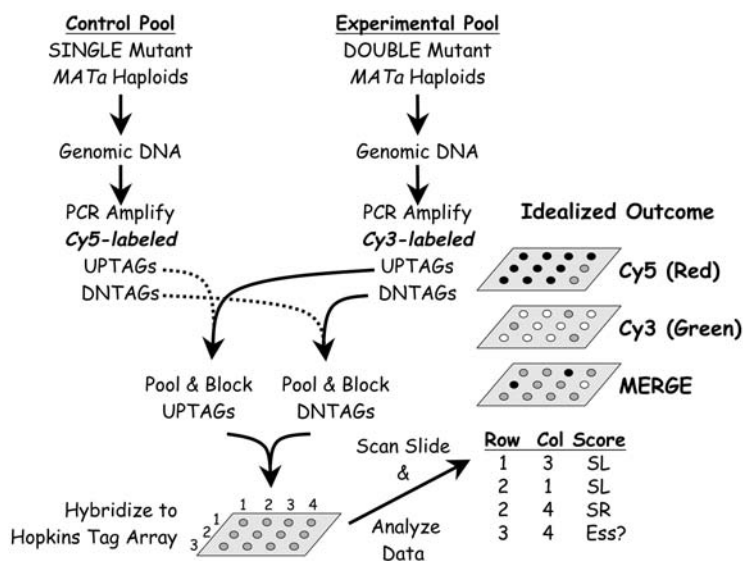 Control Pool
SINGLE Mutant
MATa Haploids
Genomic DNA
PCR Amplify
Cy5-labeled
UPTAGs
DNTAGs
Experimental Pool
DOUBLE Mutant
MATa Haploids
Genomic DNA
PCR Amplify
Cy3-labeled
UPTAGs
DNTAGs
Pool & Block
UPTAGs
Pool & Block
DNTAGs
Hybridize to
Hopkins Tag Array
1 2 3 4
1
2
3
Scan Slide
&
Analyze
Data
Idealized Outcome
Cy5 (Red)
Cy3 (Green)
MERGE
Row Col Score
1 3 SL
2 1 SL
2 4 SR
3 4 Ess?